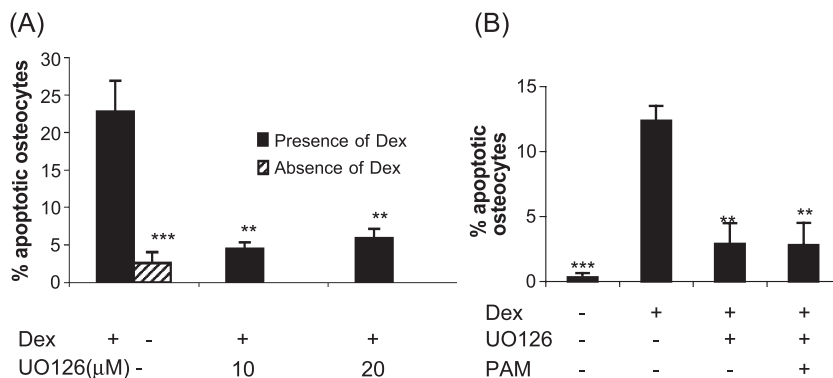 (A)
% apoptotic osteocytes
30
25
20
15
10
5
0
***
**
**
Presence of Dex
Absence of Dex
Dex + - + +
UO126(μM) - 10 20
(B)
% apoptotic
osteocytes
15
10
5
0
***
**
**
Dex - + + +
UO126 - - + +
PAM - - - +